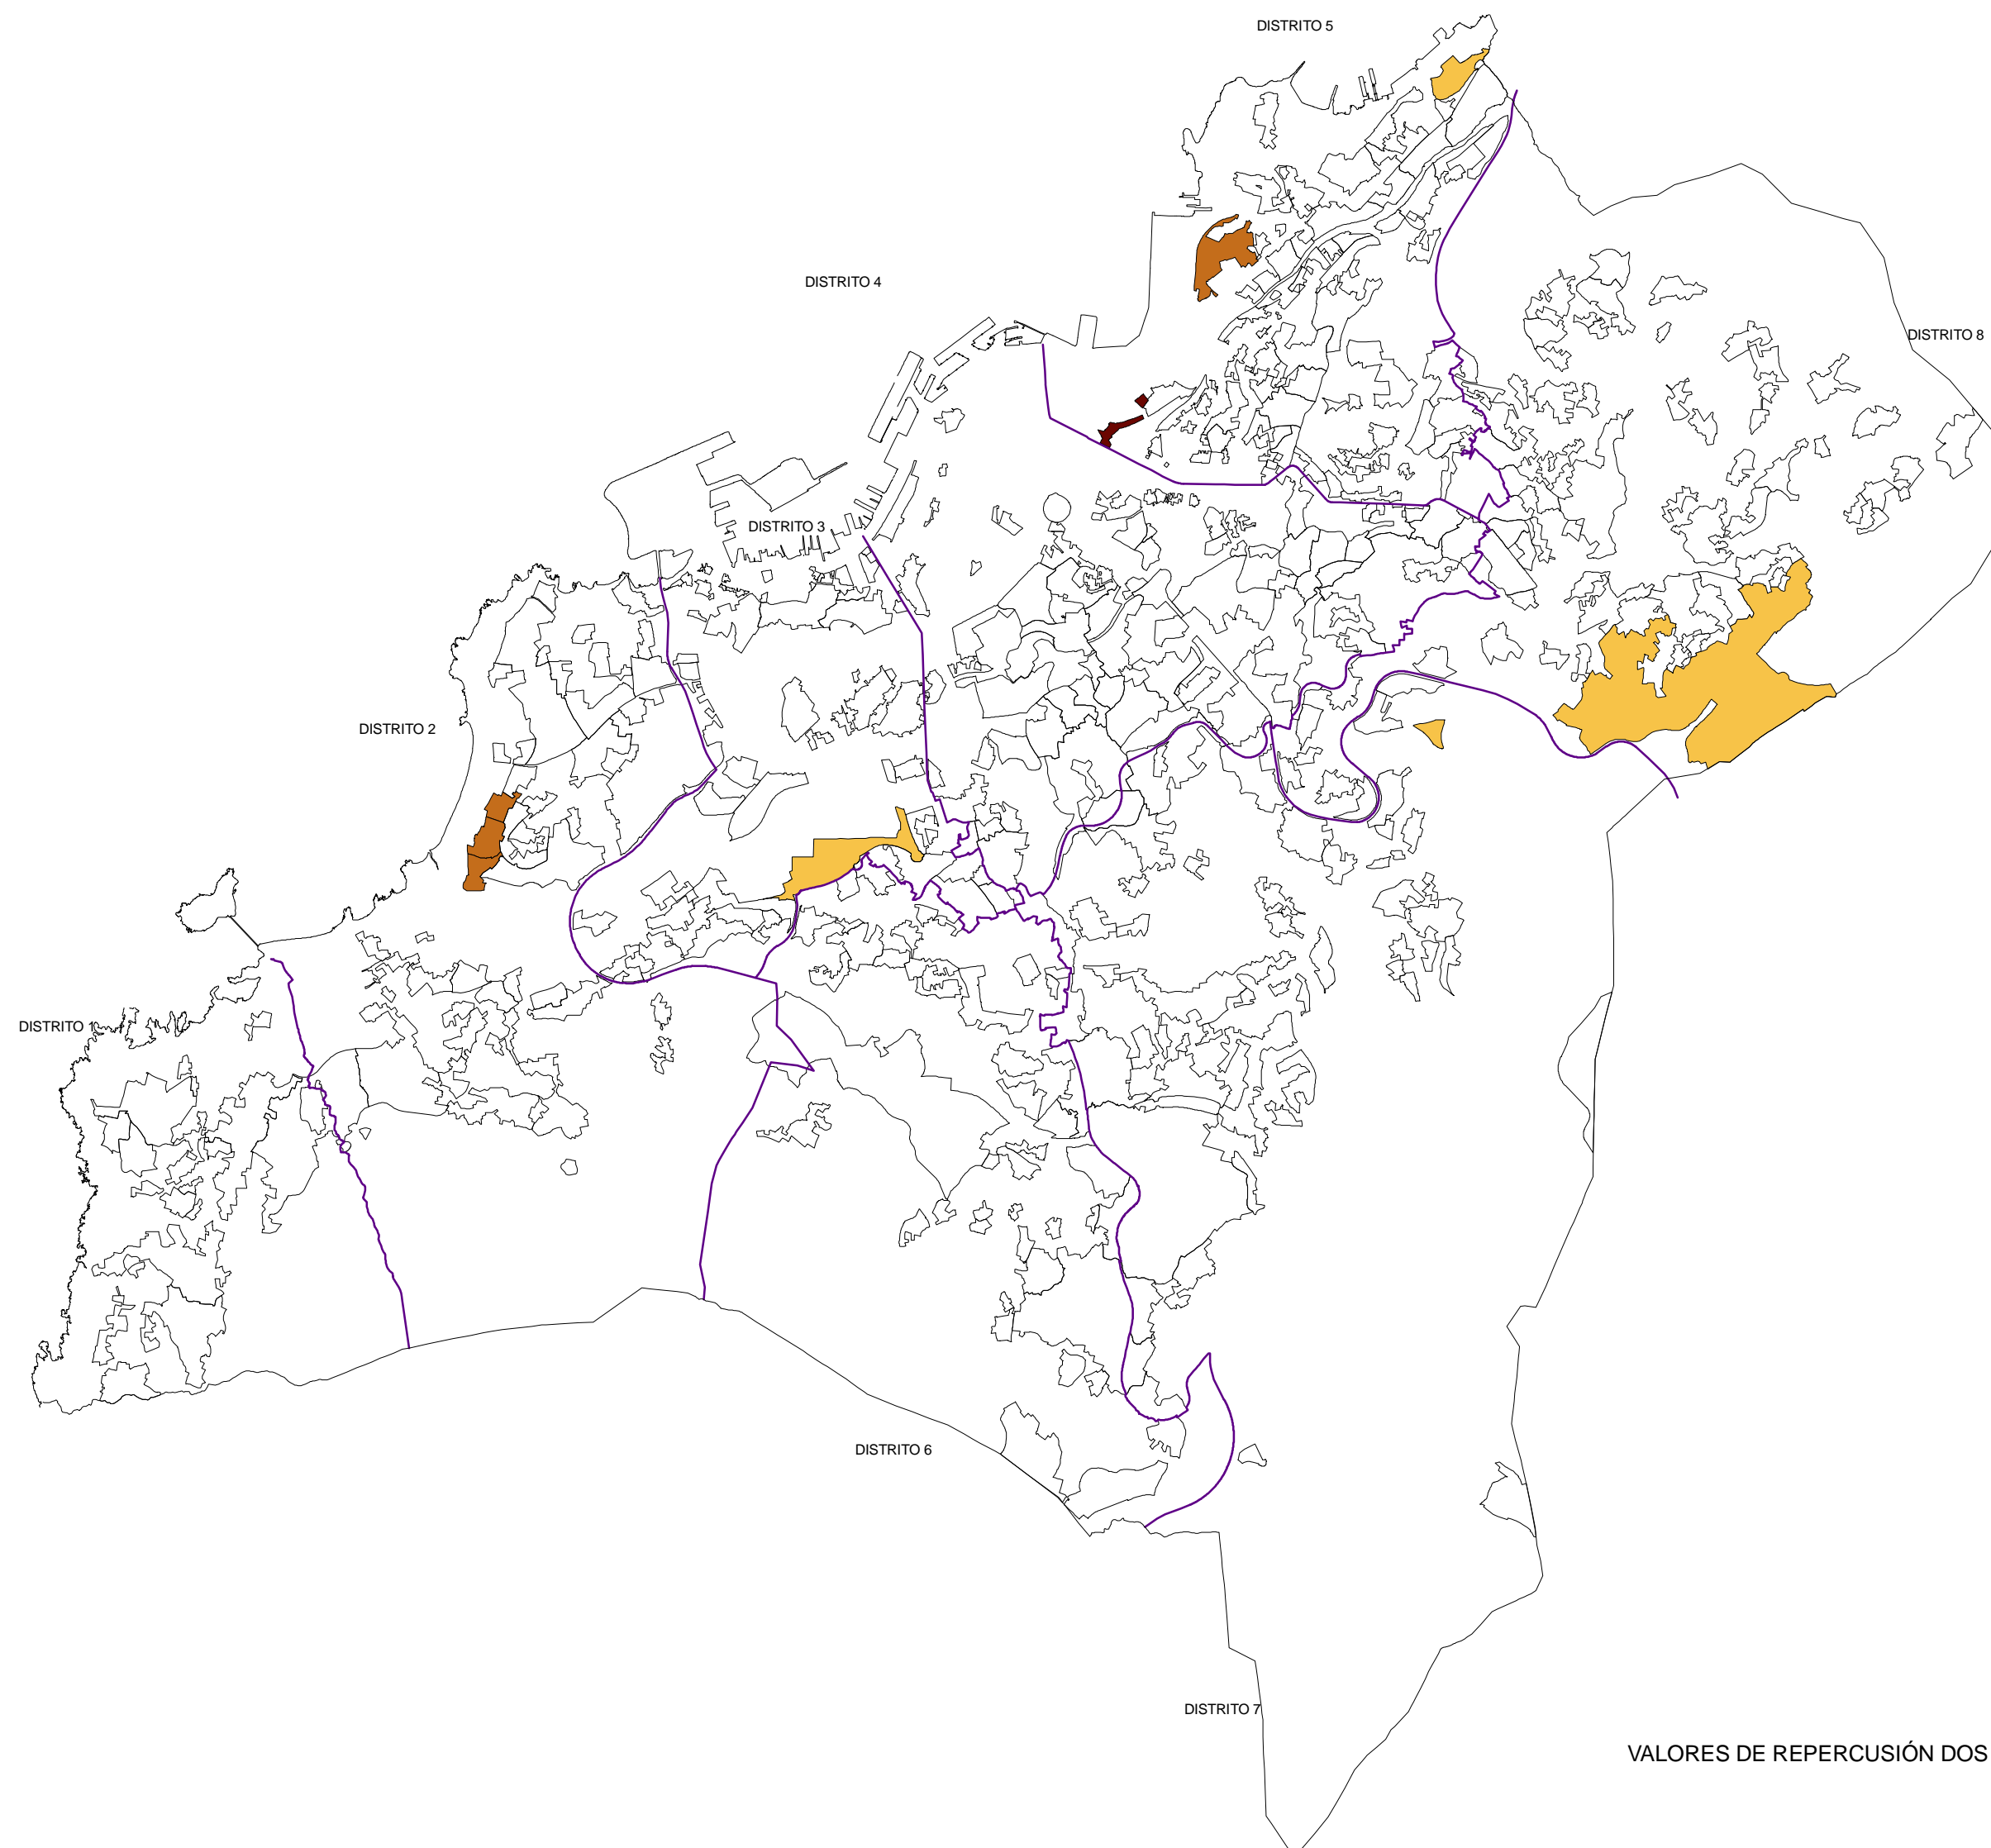 DISTRITO 5
DISTRITO 4
DISTRITO 8
DISTRITO 3
DISTRITO 2
DISTRITO 1
DISTRITO 6
DISTRITO 7
VALORES DE REPERCUSIÓN DOS